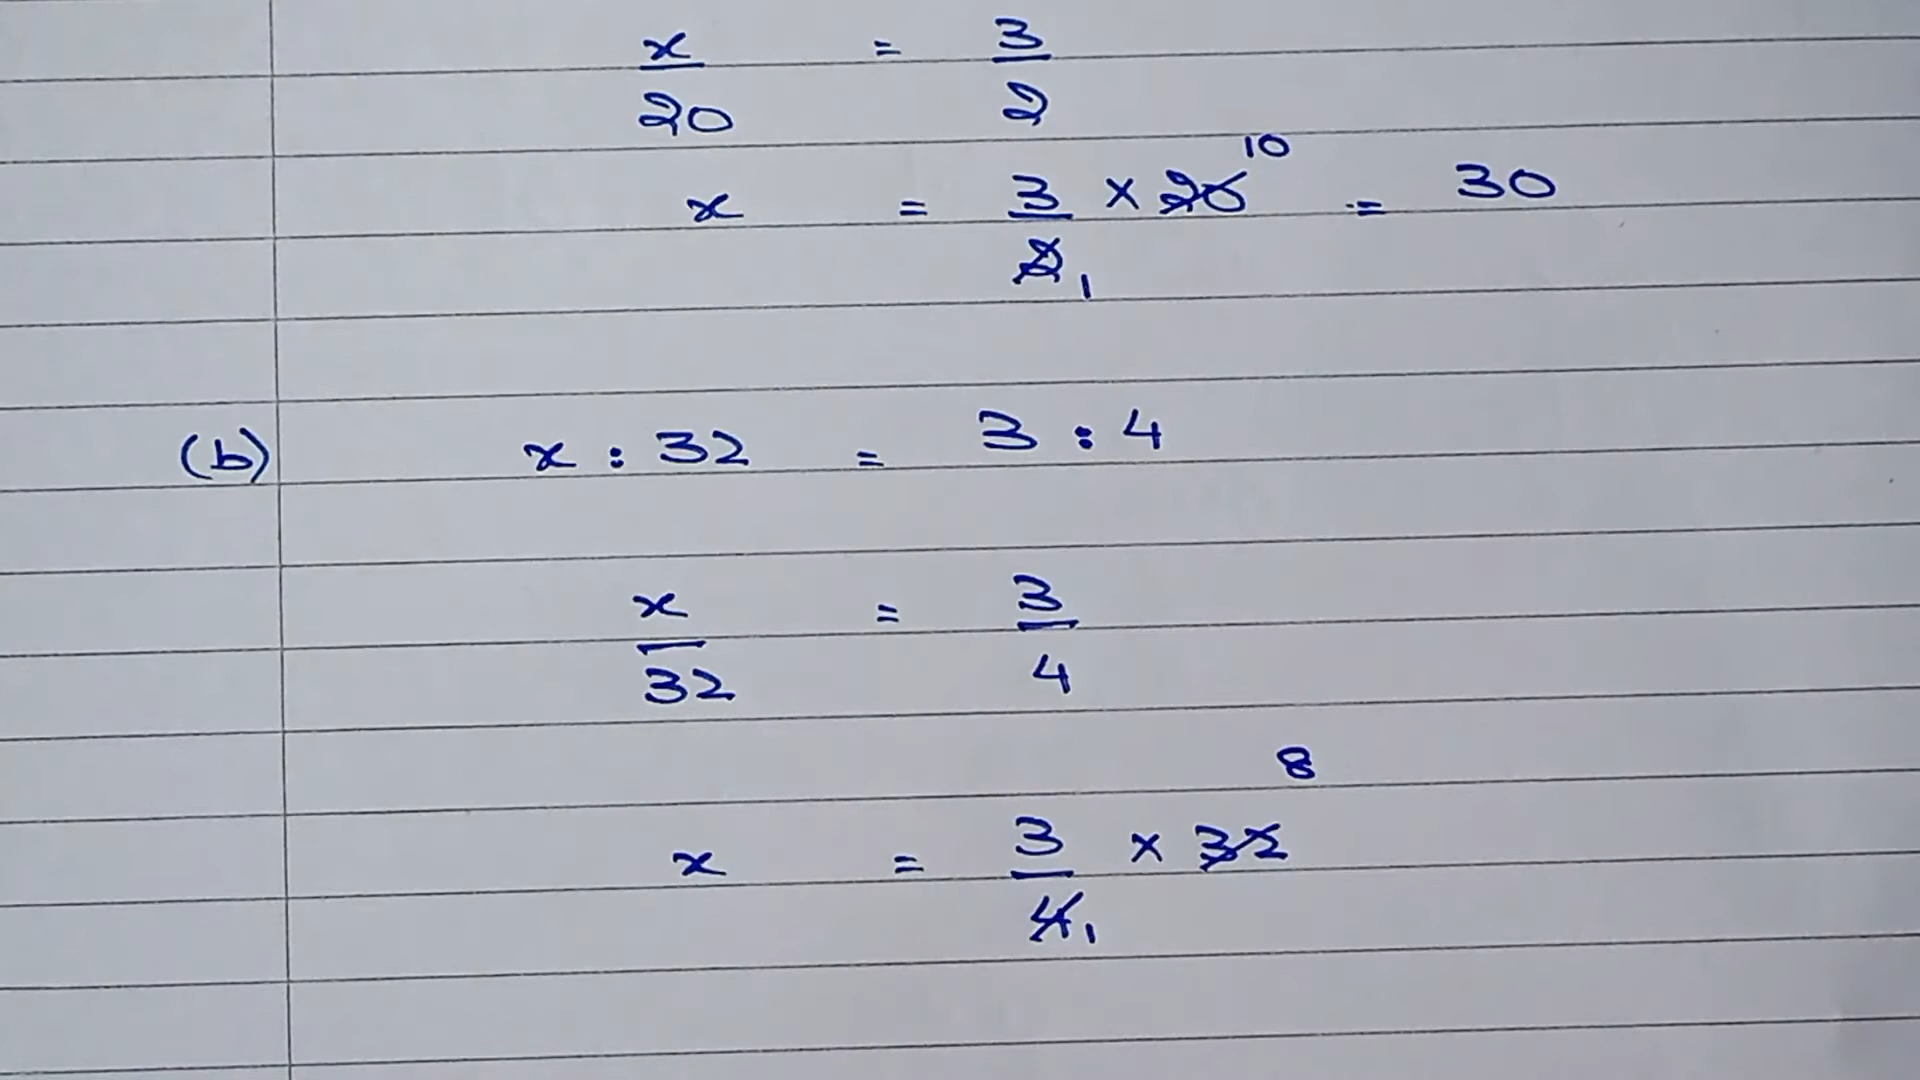 x/20 = 3/2
x = 3/2 1 × 20 10 = 30
(b) x : 32 = 3 : 4
x/32 = 3/4
x = 3/4 1 × 32 8